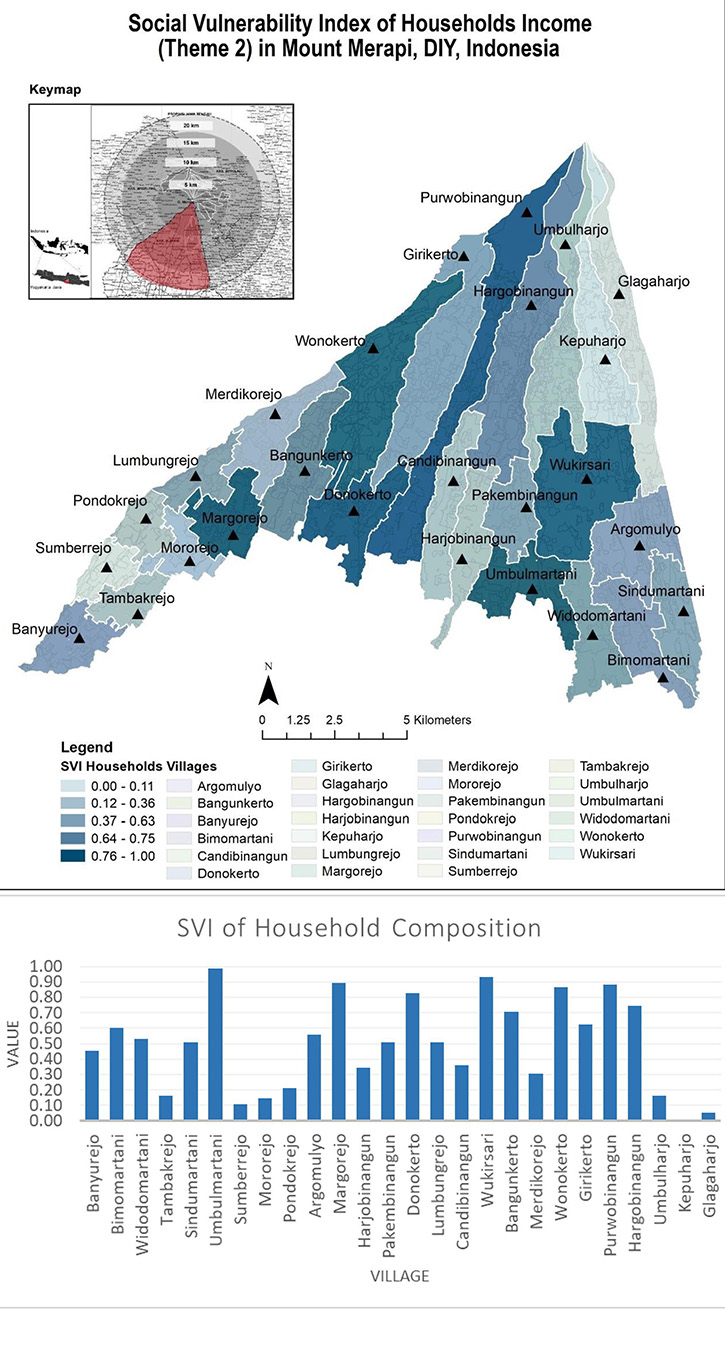 Social Vulnerability Index of Households Income
(Theme 2) in Mount Merapi, DIY, Indonesia
Keymap
20 km
15 km
10 km
5 km
Indonesia
Purwobinangun
Umbulharjo
Girikerto
Glagaharjo
Hargobinangun
Wonokerto
Kepuharjo
Merdikorejo
Bangunkerto
Candibinangun
Lumbungrejo
Wukirsari
Donokerto
Pakembinangun
Pondokrejo
Margorejo
Argomulyo
Harjobinangun
Sumberrejo
Mororejo
Umbulmartani
Sindumartani
Tambakrejo
Widodomartani
Banyurejo
Bimomartani
N
0 1.25 2.5 5 Kilometers
Legend
SVI Households Villages
0.00 - 0.11
0.12 - 0.36
0.37 - 0.63
0.64 - 0.75
0.76 - 1.00
Argomulyo
Bangunkerto
Banyurejo
Bimomartani
Candibinangun
Donokerto
Girikerto
Glagaharjo
Hargobinangun
Harjobinangun
Kepuharjo
Lumbungrejo
Margorejo
Merdikorejo
Mororejo
Pakembinangun
Pondokrejo
Purwobinangun
Sindumartani
Sumberrejo
Tambakrejo
Umbulharjo
Umbulmartani
Widodomartani
Wonokerto
Wukirsari
SVI of Household Composition
VALUE
1.00
0.90
0.80
0.70
0.60
0.50
0.40
0.30
0.20
0.10
0.00
Banyurejo
Bimomartani
Widodomartani
Tambakrejo
Sindumartani
Umbulmartani
Sumberrejo
Mororejo
Pondokrejo
Argomulyo
Margorejo
Harjobinangun
Pakembinangun
Donokerto
Lumbungrejo
Candibinangun
Wukirsari
Bangunkerto
Merdikorejo
Wonokerto
Girikerto
Purwobinangun
Hargobinangun
Umbulharjo
Kepuharjo
Glagaharjo
VILLAGE